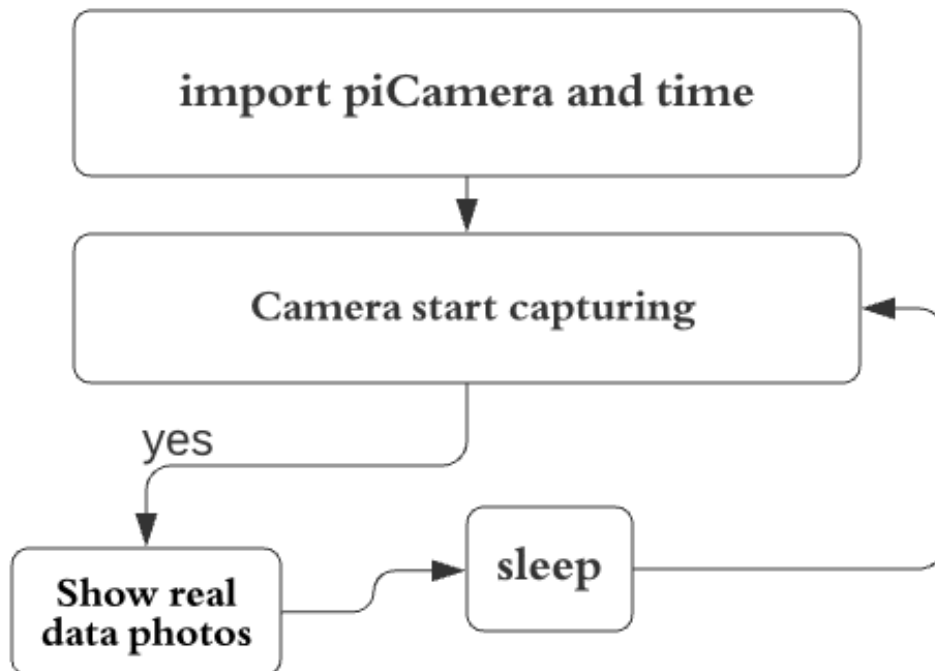 import piCamera and time
Camera start capturing
yes
Show real
data photos
sleep